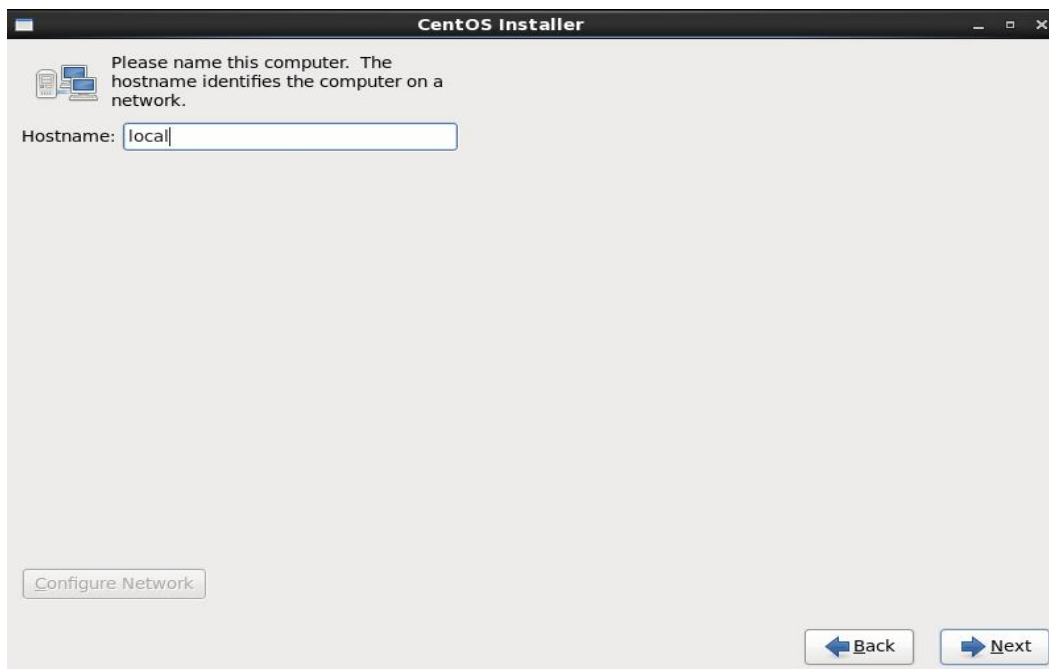 CentOS Installer
Please name this computer. The
hostname identifies the computer on a
network.
Hostname: local
Configure Network
Back Next